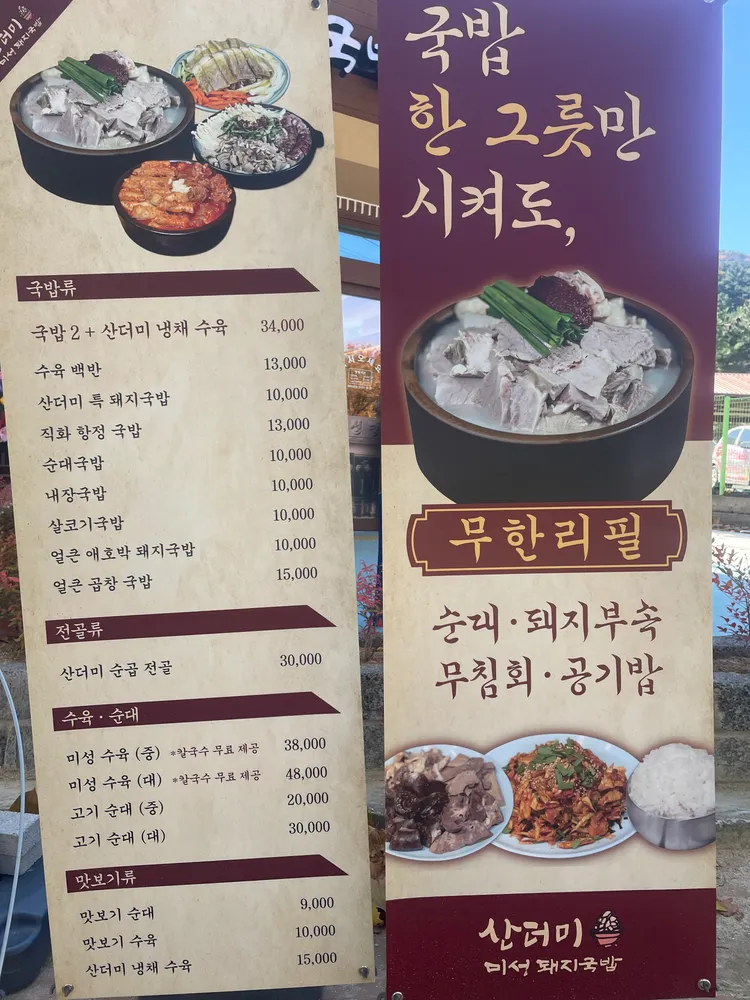 산더미
미성 돼지국밥
국밥류
국밥 2 + 산더미 냉채 수육 34,000
수육 백반 13,000
산더미 특 돼지국밥 10,000
직화 항정 국밥 13,000
순대국밥 10,000
내장국밥 10,000
살코기국밥 10,000
얼큰 애호박 돼지국밥 10,000
얼큰 곱창 국밥 15,000
전골류
산더미 순곱 전골 30,000
수육 · 순대
미성 수육 (중) *칼국수 무료 제공 38,000
미성 수육 (대) *칼국수 무료 제공 48,000
고기 순대 (중) 20,000
고기 순대 (대) 30,000
맛보기류
맛보기 순대 9,000
맛보기 수육 10,000
산더미 냉채 수육 15,000
국밥
한 그릇만
시켜도,
무한리필
순대 · 돼지부속
무침회 · 공기밥
산더미
미성 돼지국밥